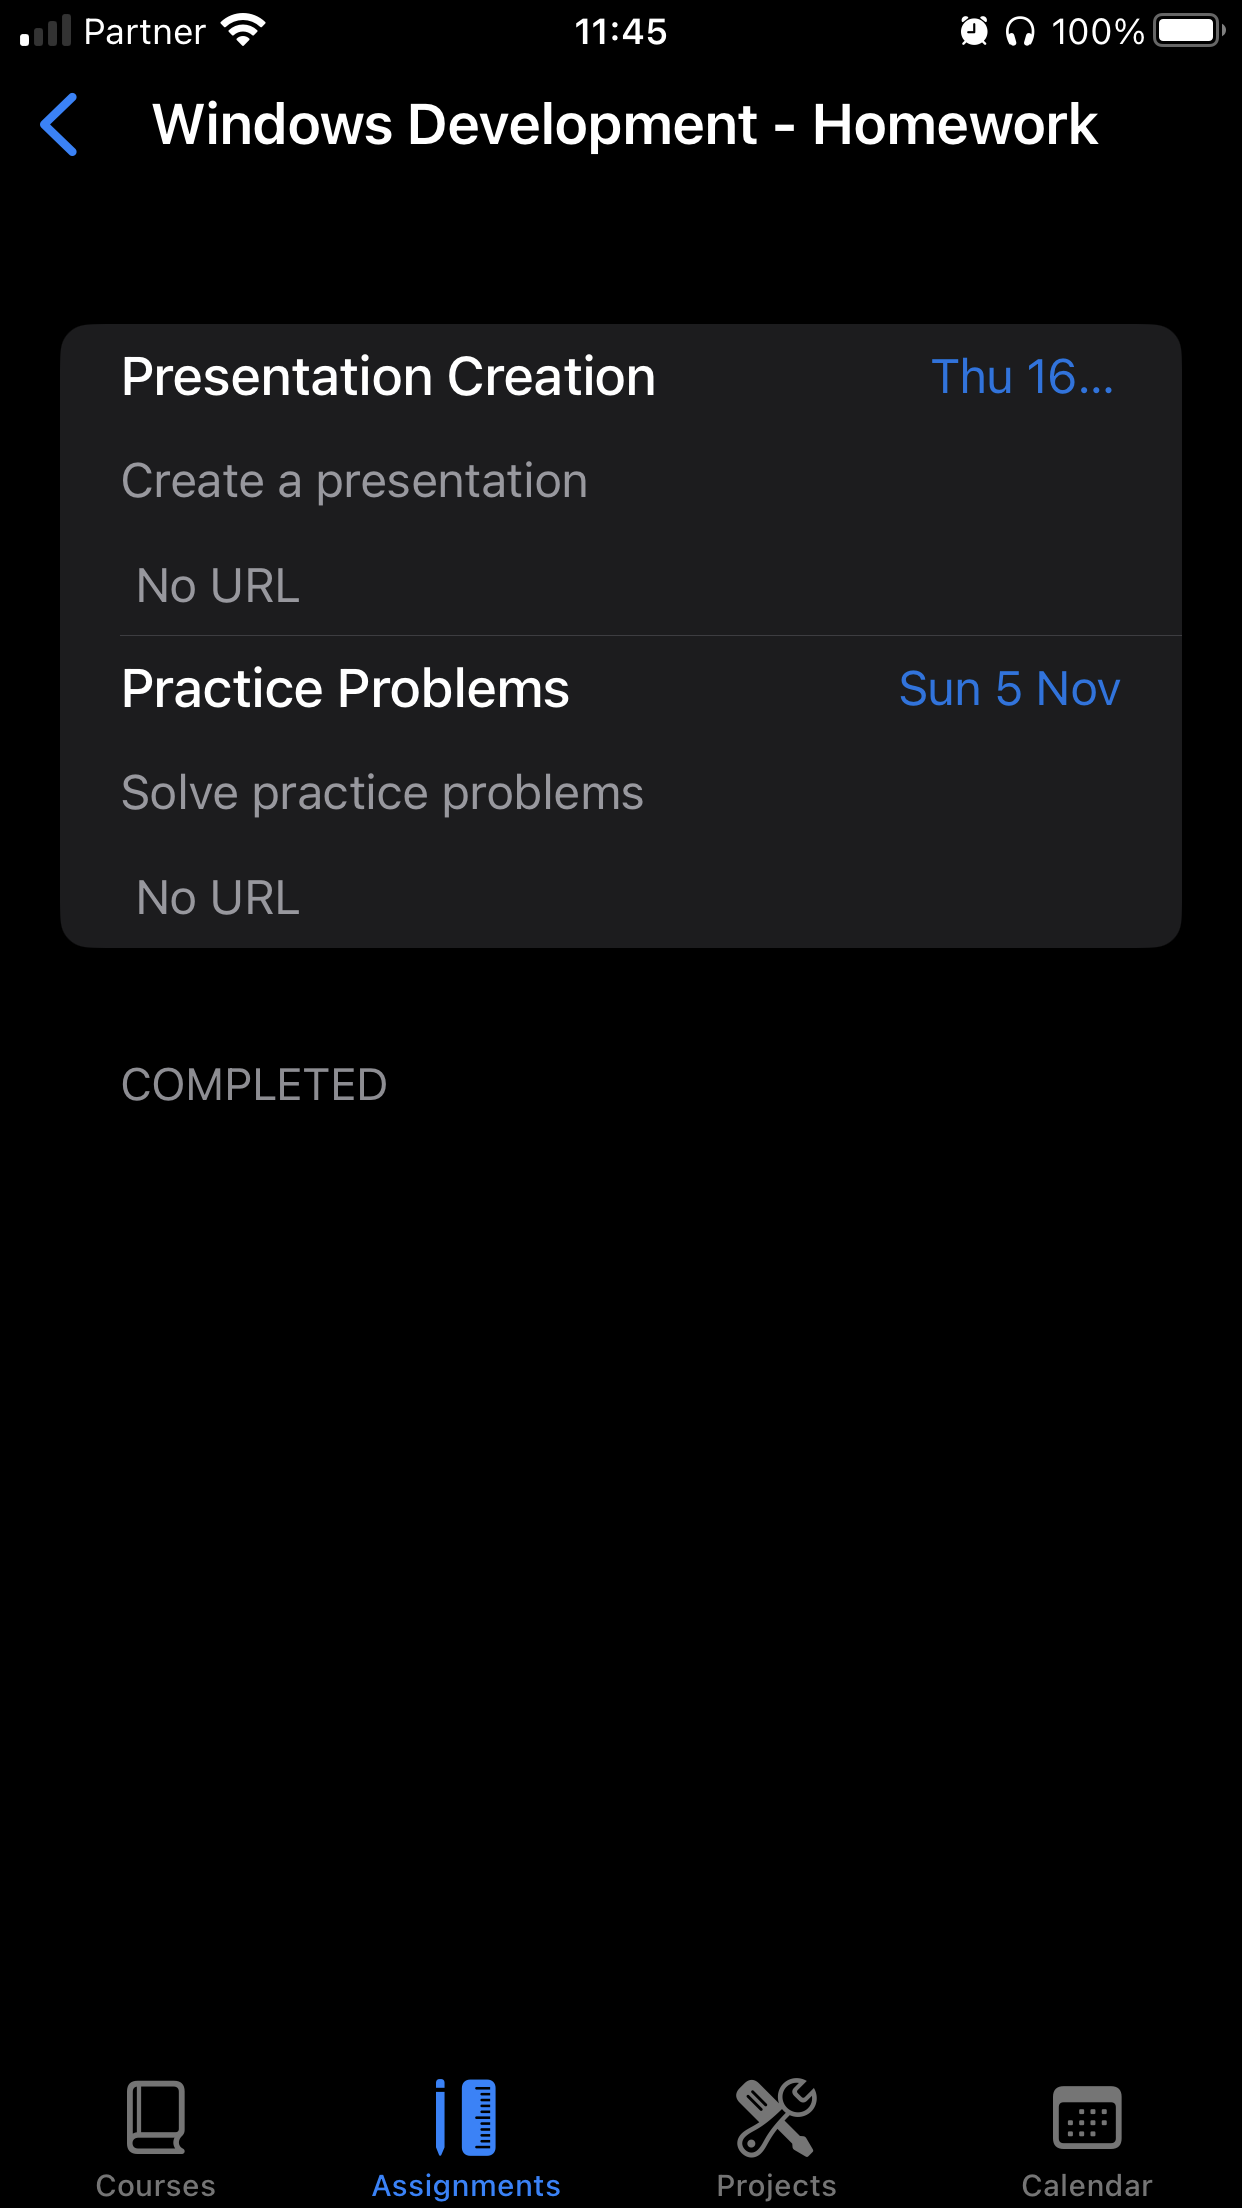 Partner 11:45 100%
Windows Development - Homework
Presentation Creation Thu 16...
Create a presentation
No URL
Practice Problems Sun 5 Nov
Solve practice problems
No URL
COMPLETED
Courses Assignments Projects Calendar